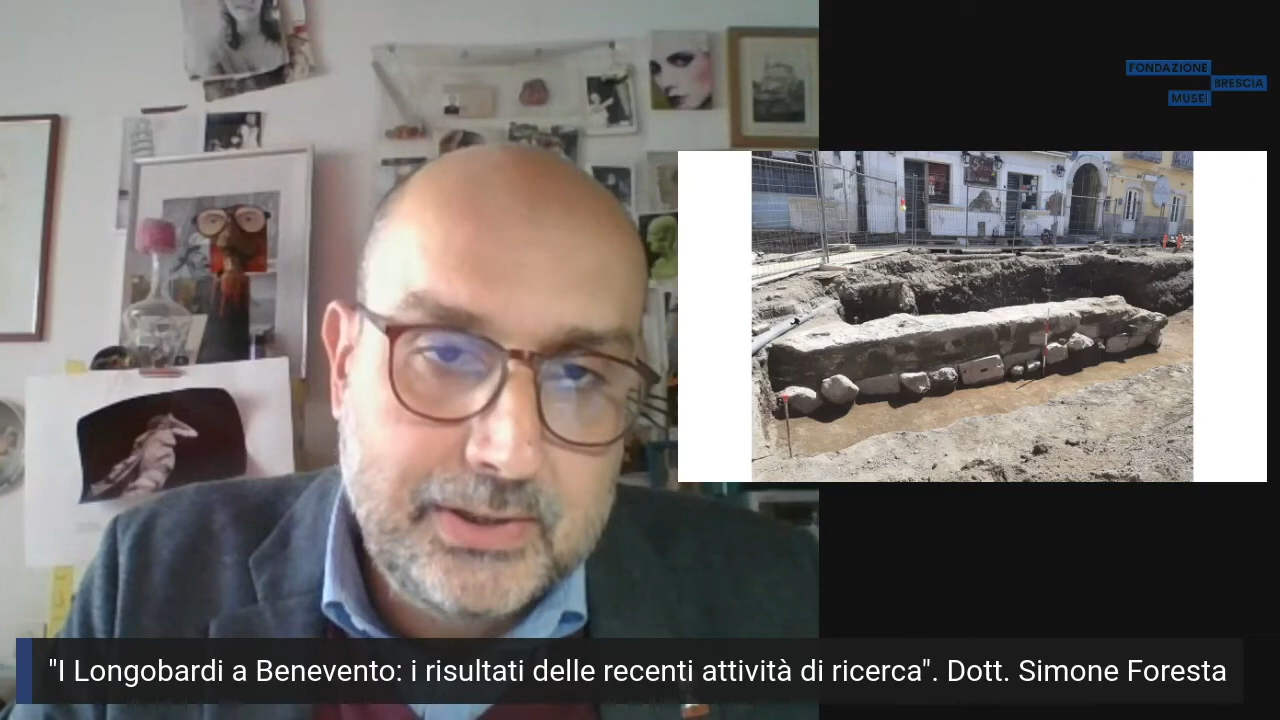 FONDAZIONE
BRESCIA
MUSEI
"I Longobardi a Benevento: i risultati delle recenti attività di ricerca". Dott. Simone Foresta